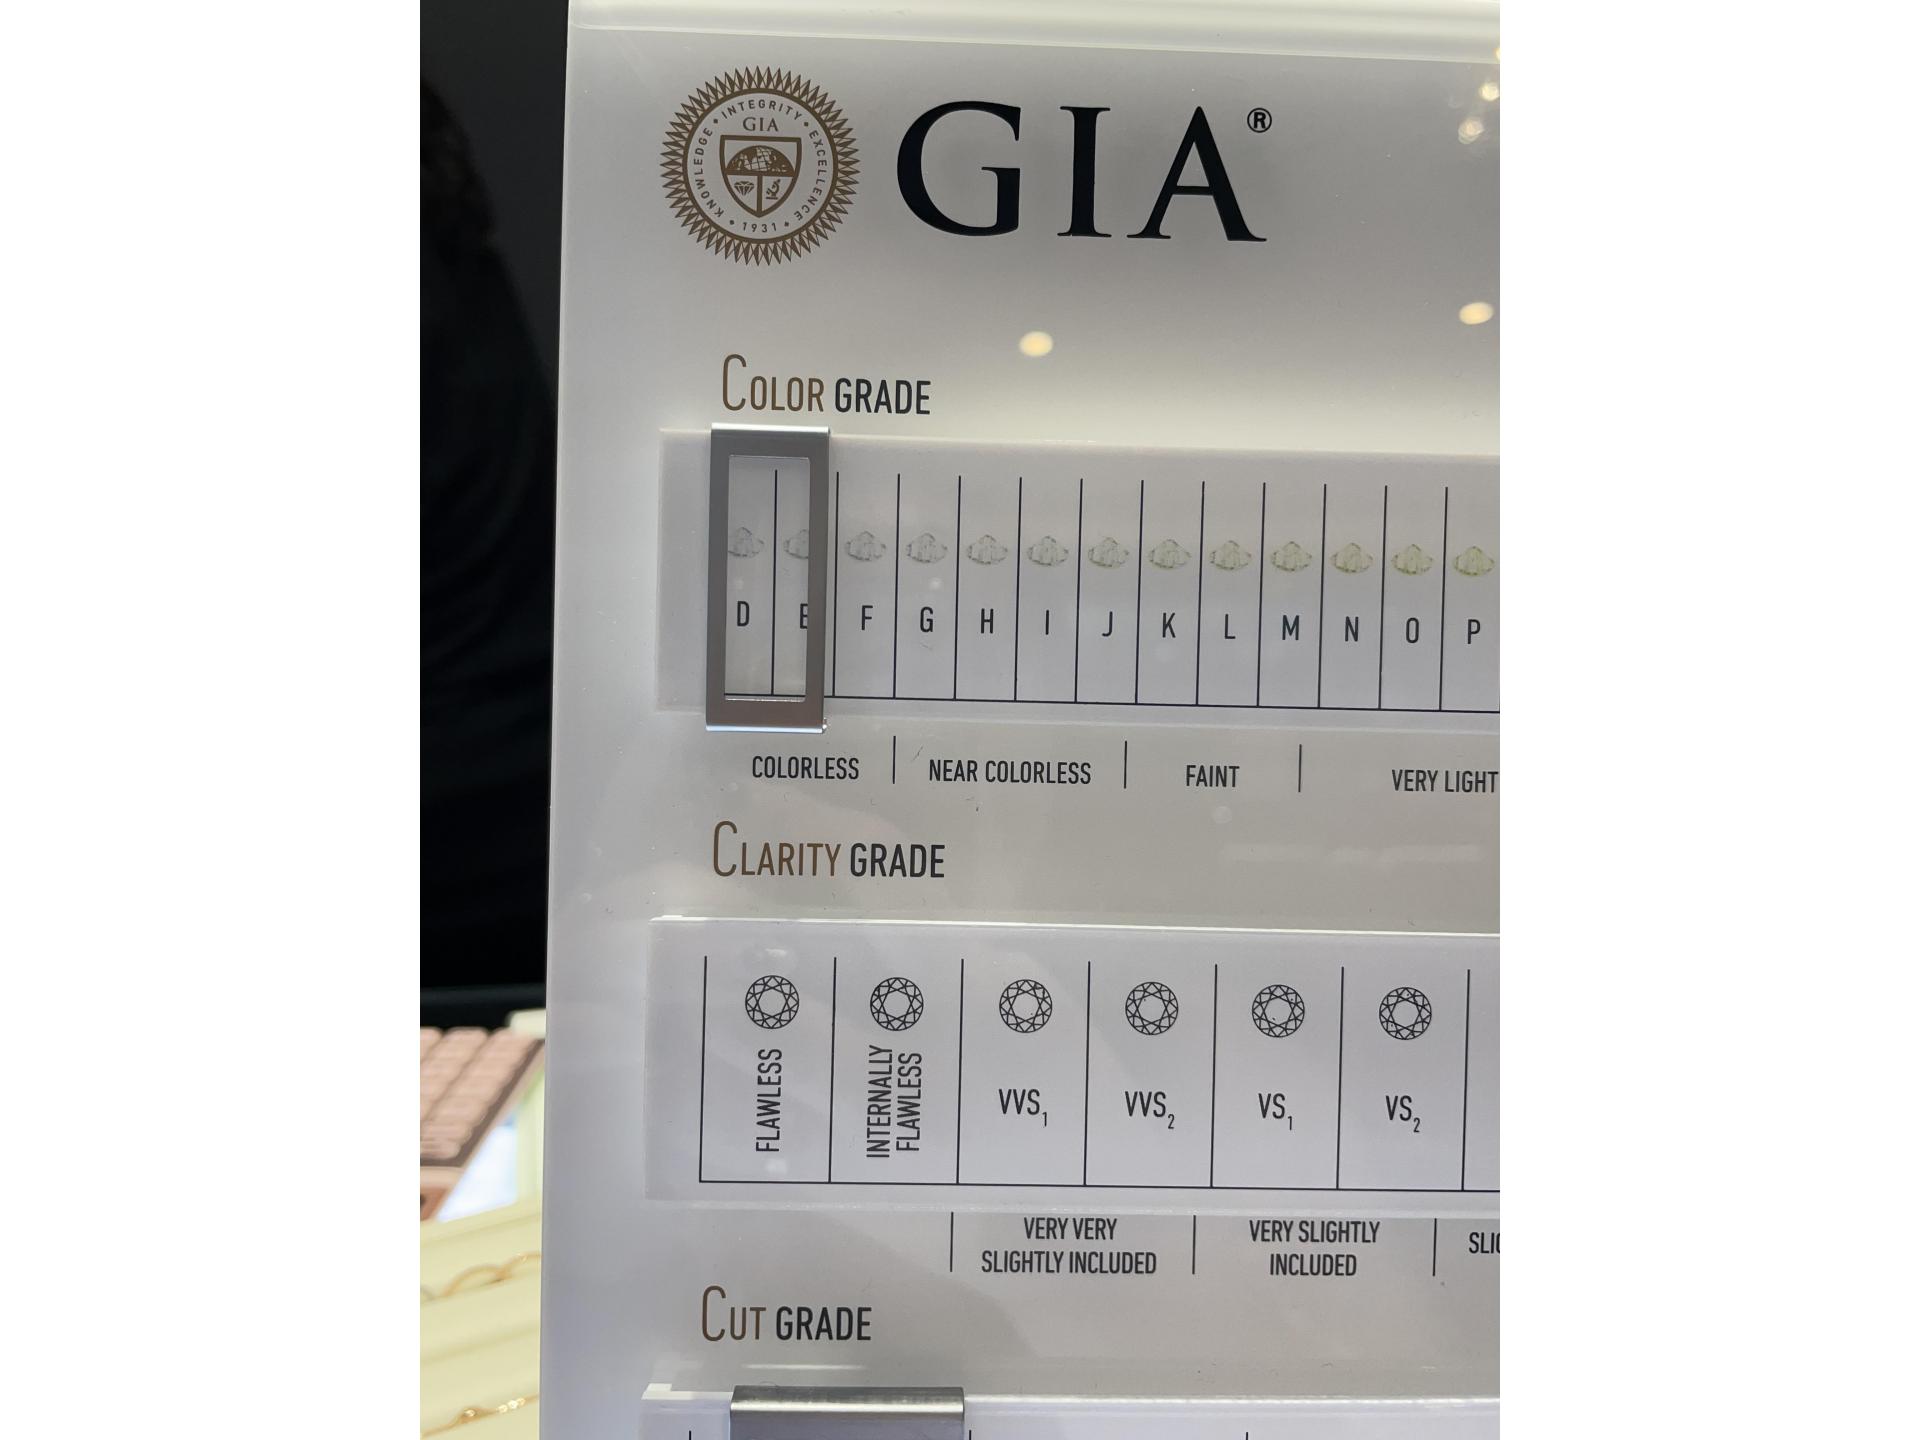 INTEGRITY • EXCELLENCE • 1931 • KNOWLEDGE •
GIA
GIA®
COLOR GRADE
D E F G H I J K L M N O P
COLORLESS NEAR COLORLESS FAINT VERY LIGHT
CLARITY GRADE
FLAWLESS
INTERNALLY
FLAWLESS
VVS1 VVS2 VS1 VS2
VERY VERY
SLIGHTLY INCLUDED
VERY SLIGHTLY
INCLUDED
CUT GRADE